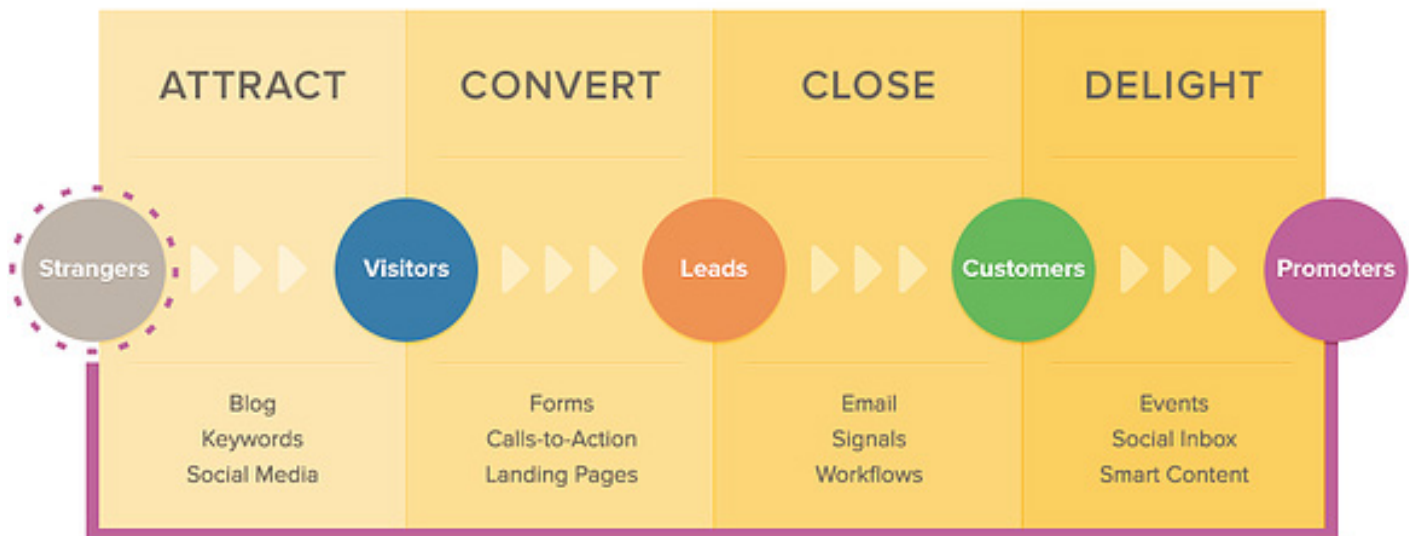 ATTRACT
CONVERT
CLOSE
DELIGHT
Strangers
Visitors
Leads
Customers
Promoters
Blog
Keywords
Social Media
Forms
Calls-to-Action
Landing Pages
Email
Signals
Workflows
Events
Social Inbox
Smart Content